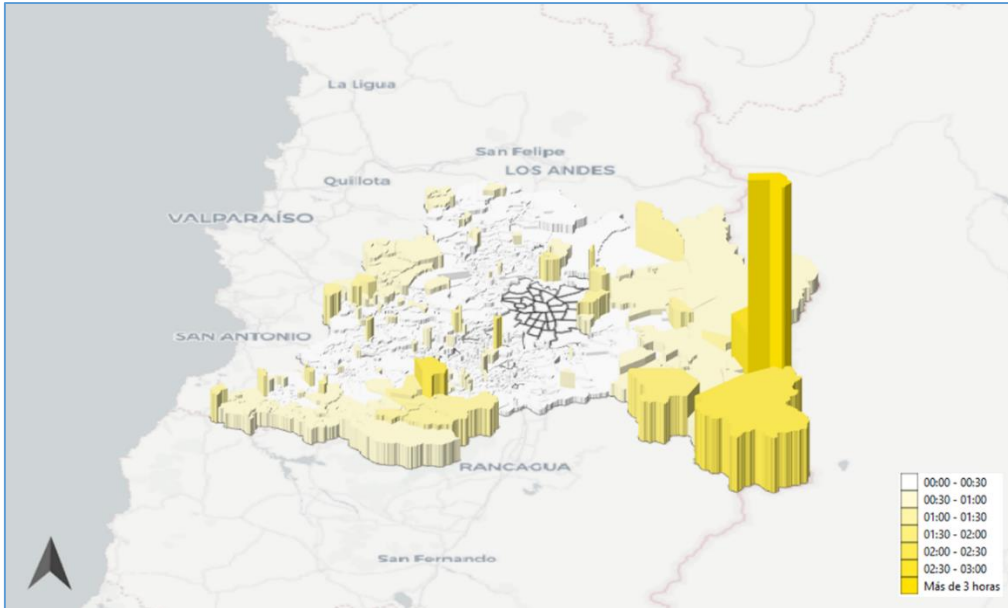 La Ligua
San Felipe
LOS ANDES
Quillota
VALPARAÍSO
SAN ANTONIO
RANCAGUA
San Fernando
00:00 - 00:30
00:30 - 01:00
01:00 - 01:30
01:30 - 02:00
02:00 - 02:30
02:30 - 03:00
Más de 3 horas